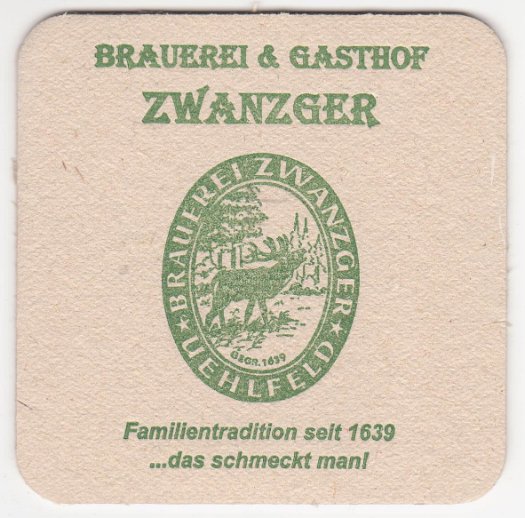 BRAUEREI & GASTHOF
ZWANZGER
BRAUEREI ZWANZGER
★ UEHLFELD ★
GEGR. 1639
Familientradition seit 1639
...das schmeckt man!